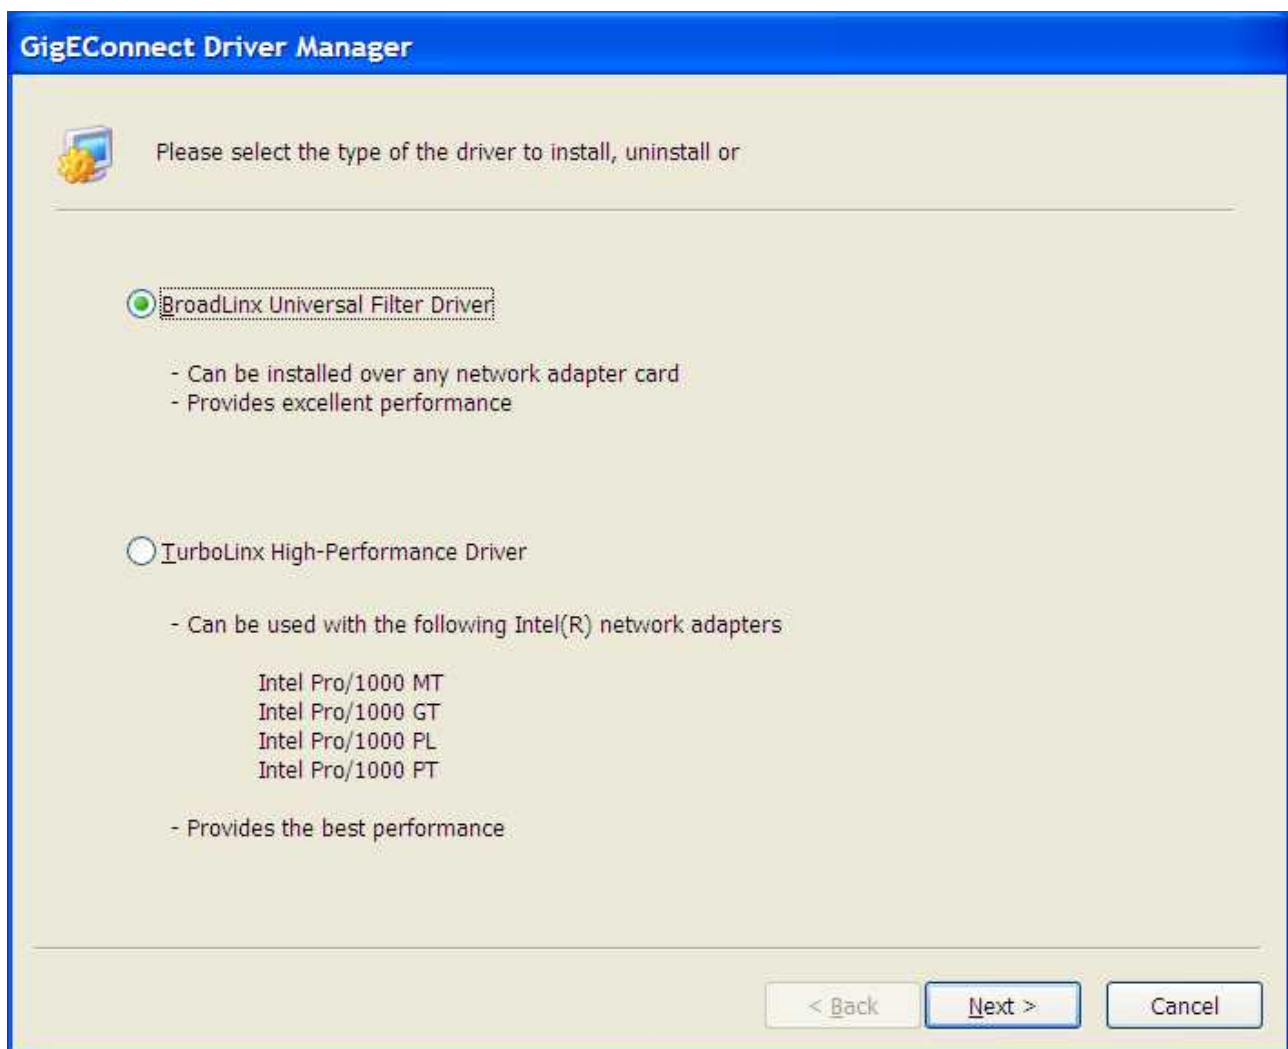 GigEConnect Driver Manager
Please select the type of the driver to install, uninstall or
BroadLinx Universal Filter Driver
- Can be installed over any network adapter card
- Provides excellent performance
TurboLinx High-Performance Driver
- Can be used with the following Intel(R) network adapters
Intel Pro/1000 MT
Intel Pro/1000 GT
Intel Pro/1000 PL
Intel Pro/1000 PT
- Provides the best performance
< Back Next > Cancel